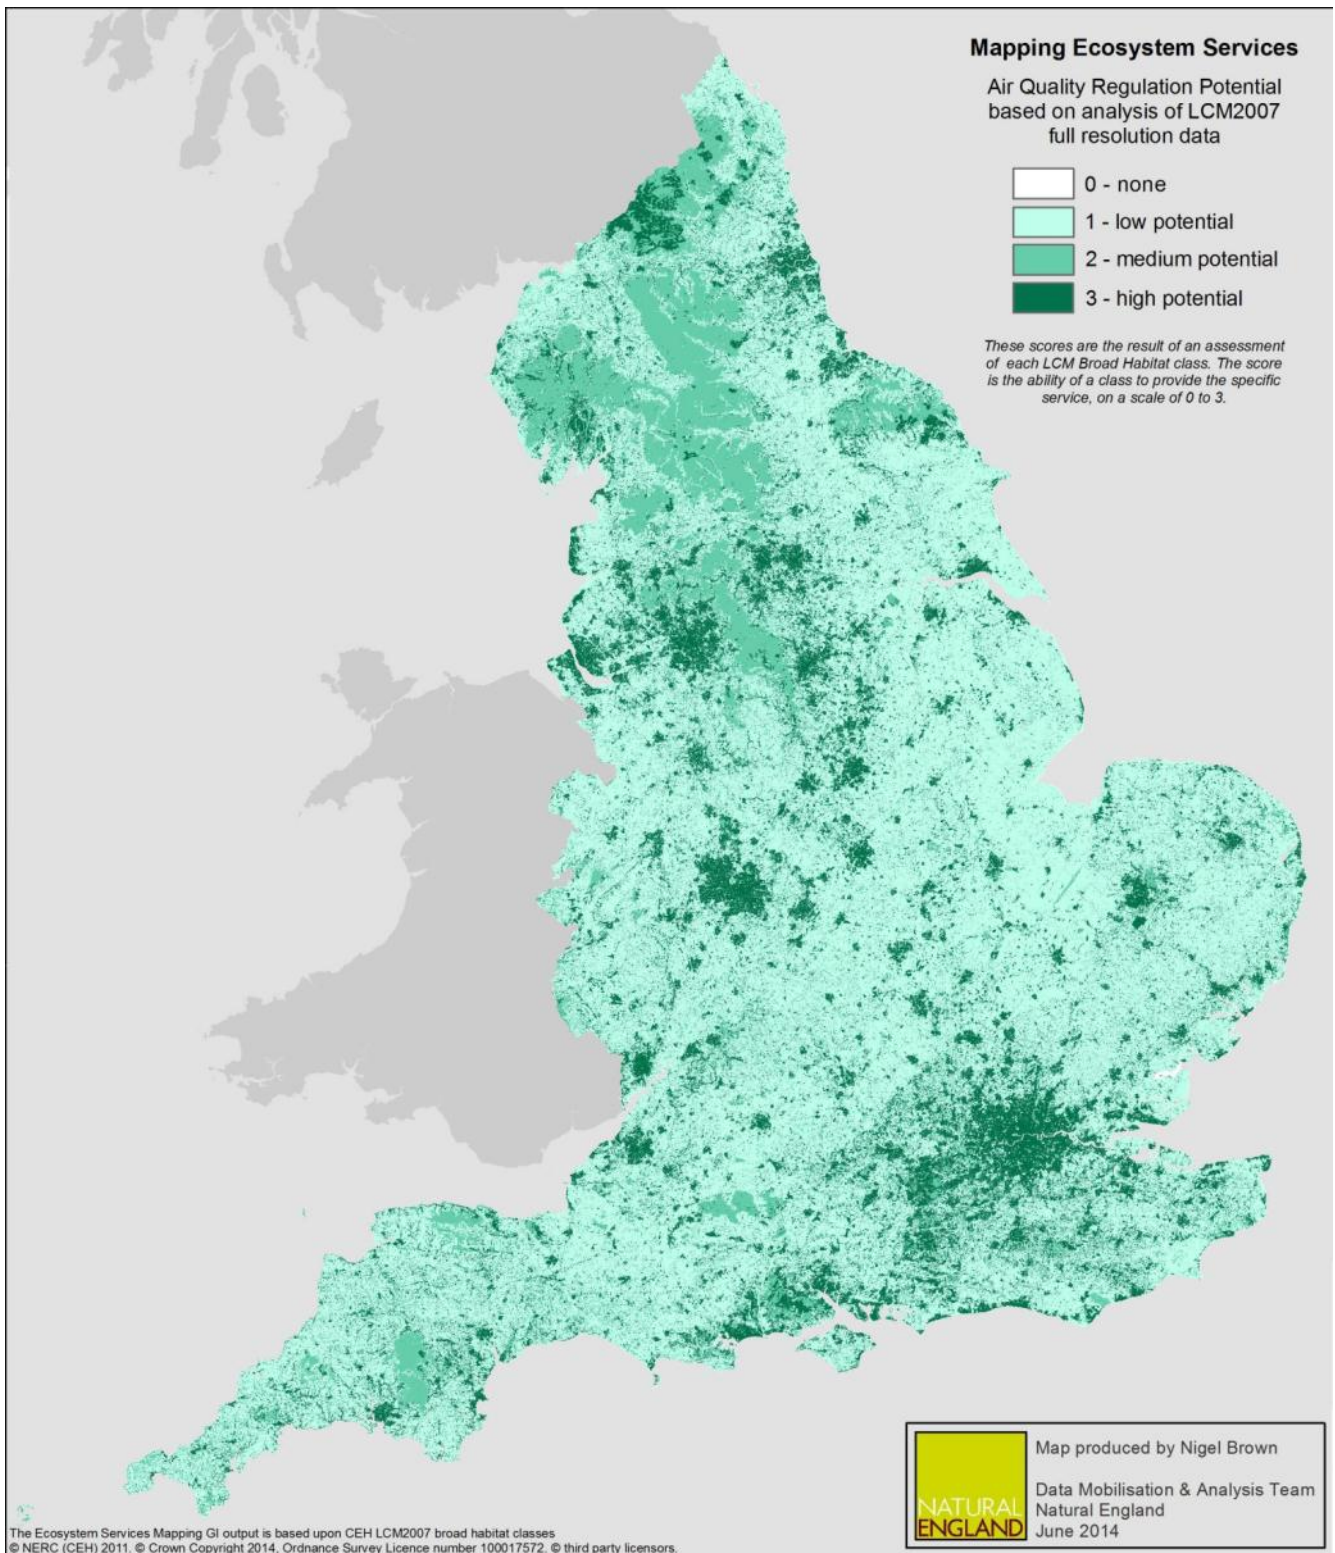 Mapping Ecosystem Services
Air Quality Regulation Potential
based on analysis of LCM2007
full resolution data
0 - none
1 - low potential
2 - medium potential
3 - high potential
These scores are the result of an assessment
of each LCM Broad Habitat class. The score
is the ability of a class to provide the specific
service, on a scale of 0 to 3.
NATURAL
ENGLAND
Map produced by Nigel Brown
Data Mobilisation & Analysis Team
Natural England
June 2014
The Ecosystem Services Mapping GI output is based upon CEH LCM2007 broad habitat classes
© NERC (CEH) 2011. © Crown Copyright 2014. Ordnance Survey Licence number 100017572. © third party licensors.